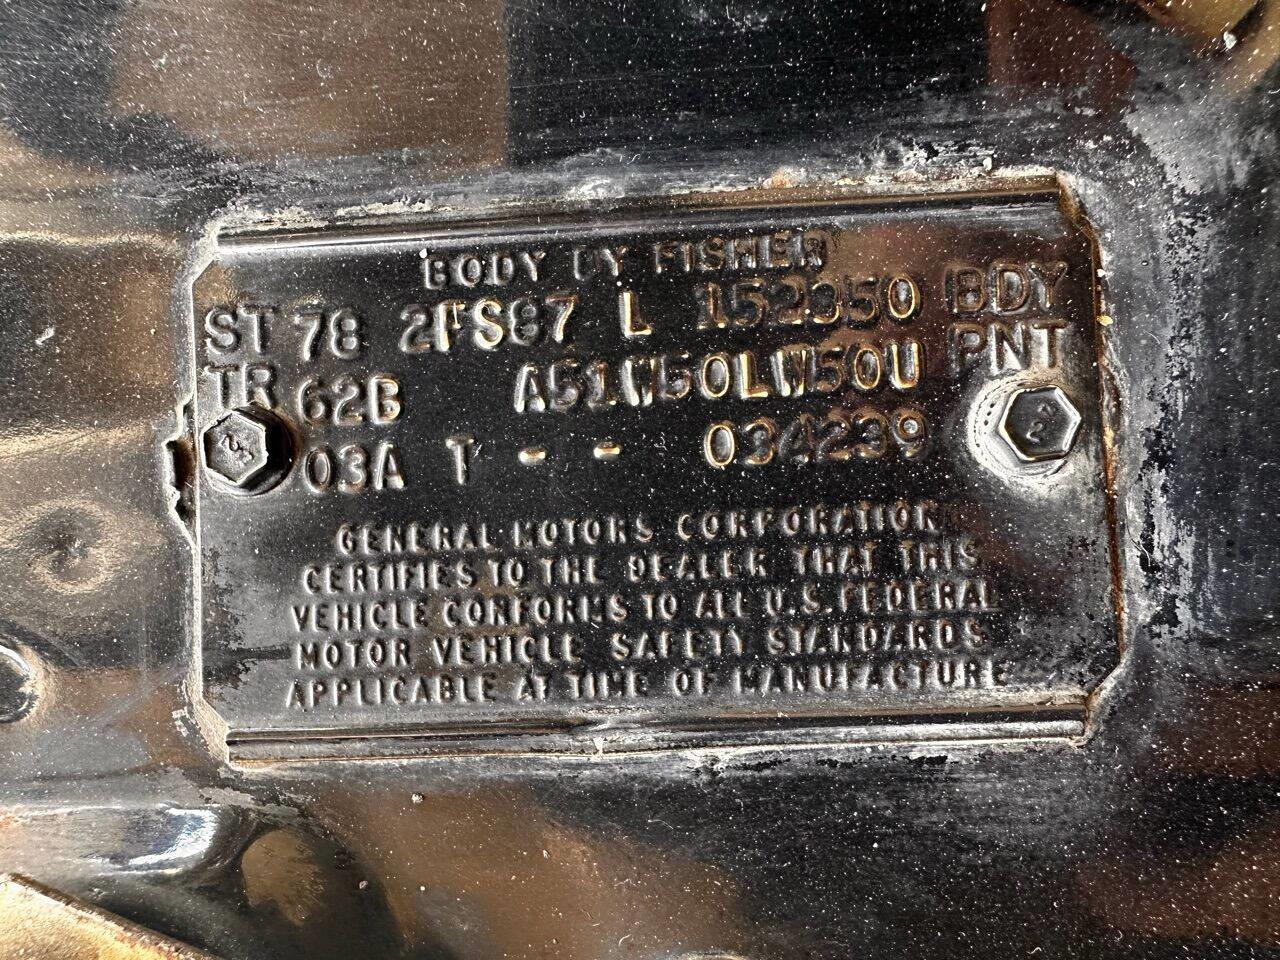 BODY BY FISHER
ST 78 2FS87 L 152350 BDY
TR 62B A51W50LW50U PNT
03A T - - 034239
GENERAL MOTORS CORPORATION
CERTIFIES TO THE DEALER THAT THIS
VEHICLE CONFORMS TO ALL U.S. FEDERAL
MOTOR VEHICLE SAFETY STANDARDS
APPLICABLE AT TIME OF MANUFACTURE